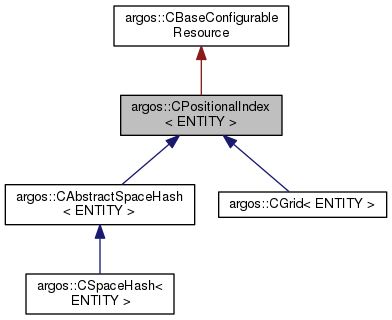 argos::CBaseConfigurable
Resource
argos::CPositionalIndex
< ENTITY >
argos::CAbstractSpaceHash
< ENTITY >
argos::CGrid< ENTITY >
argos::CSpaceHash<
ENTITY >